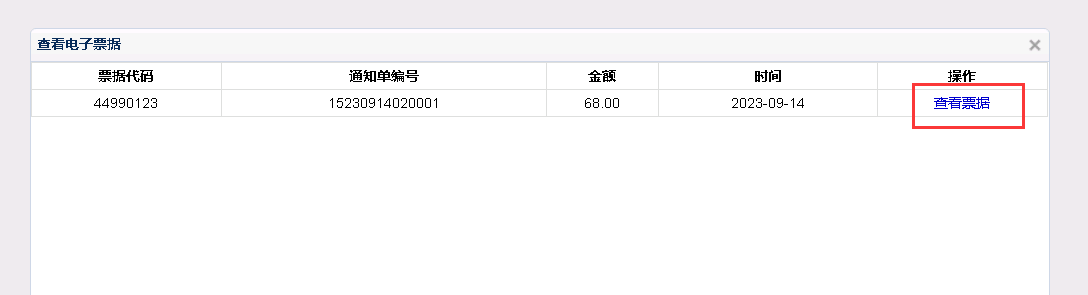 查看电子票据
票据代码 通知单编号 金额 时间 操作
44990123 15230914020001 68.00 2023-09-14 查看票据